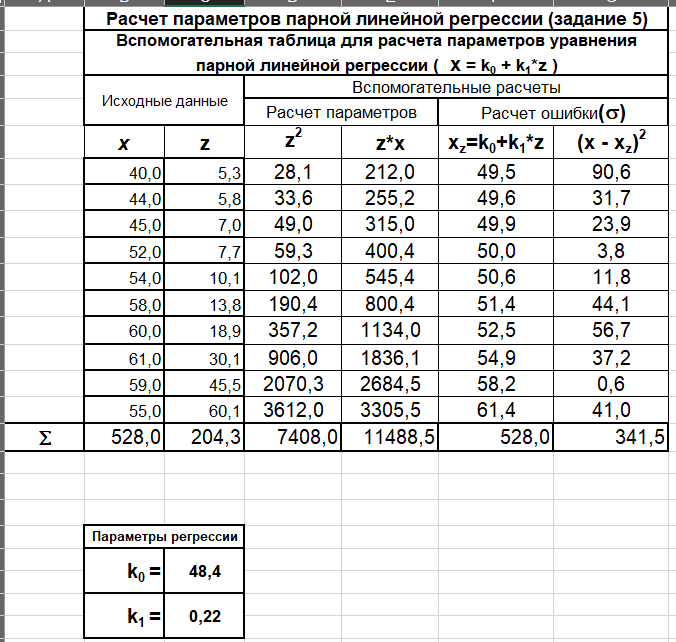 Расчет параметров парной линейной регрессии (задание 5)
Вспомогательная таблица для расчета параметров уравнения
парной линейной регрессии ( X = k₀ + k₁*z )
Исходные данные
Вспомогательные расчеты
Расчет параметров
Расчет ошибки(σ)
x z z² z*x x_z=k₀+k₁*z (x - x_z)²
40,0 5,3 28,1 212,0 49,5 90,6
44,0 5,8 33,6 255,2 49,6 31,7
45,0 7,0 49,0 315,0 49,9 23,9
52,0 7,7 59,3 400,4 50,0 3,8
54,0 10,1 102,0 545,4 50,6 11,8
58,0 13,8 190,4 800,4 51,4 44,1
60,0 18,9 357,2 1134,0 52,5 56,7
61,0 30,1 906,0 1836,1 54,9 37,2
59,0 45,5 2070,3 2684,5 58,2 0,6
55,0 60,1 3612,0 3305,5 61,4 41,0
Σ 528,0 204,3 7408,0 11488,5 528,0 341,5
Параметры регрессии
k₀ = 48,4
k₁ = 0,22